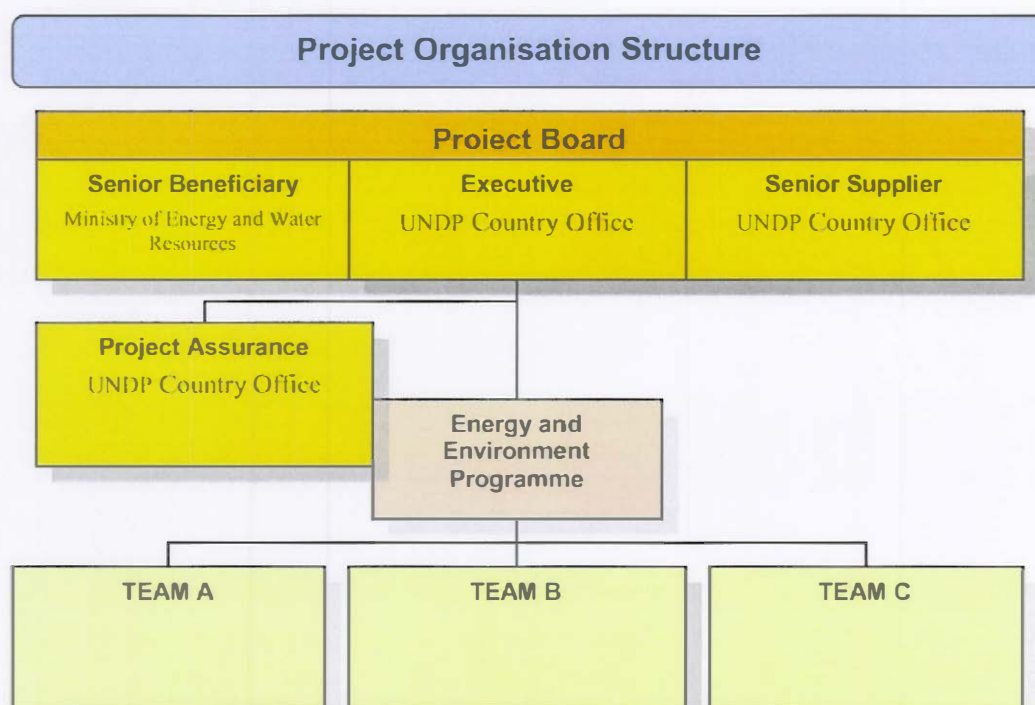 Project Organisation Structure
Project Board
Senior Beneficiary
Ministry of Energy and Water
Resources
Executive
UNDP Country Office
Senior Supplier
UNDP Country Office
Project Assurance
UNDP Country Office
Energy and
Environment
Programme
TEAM A
TEAM B
TEAM C